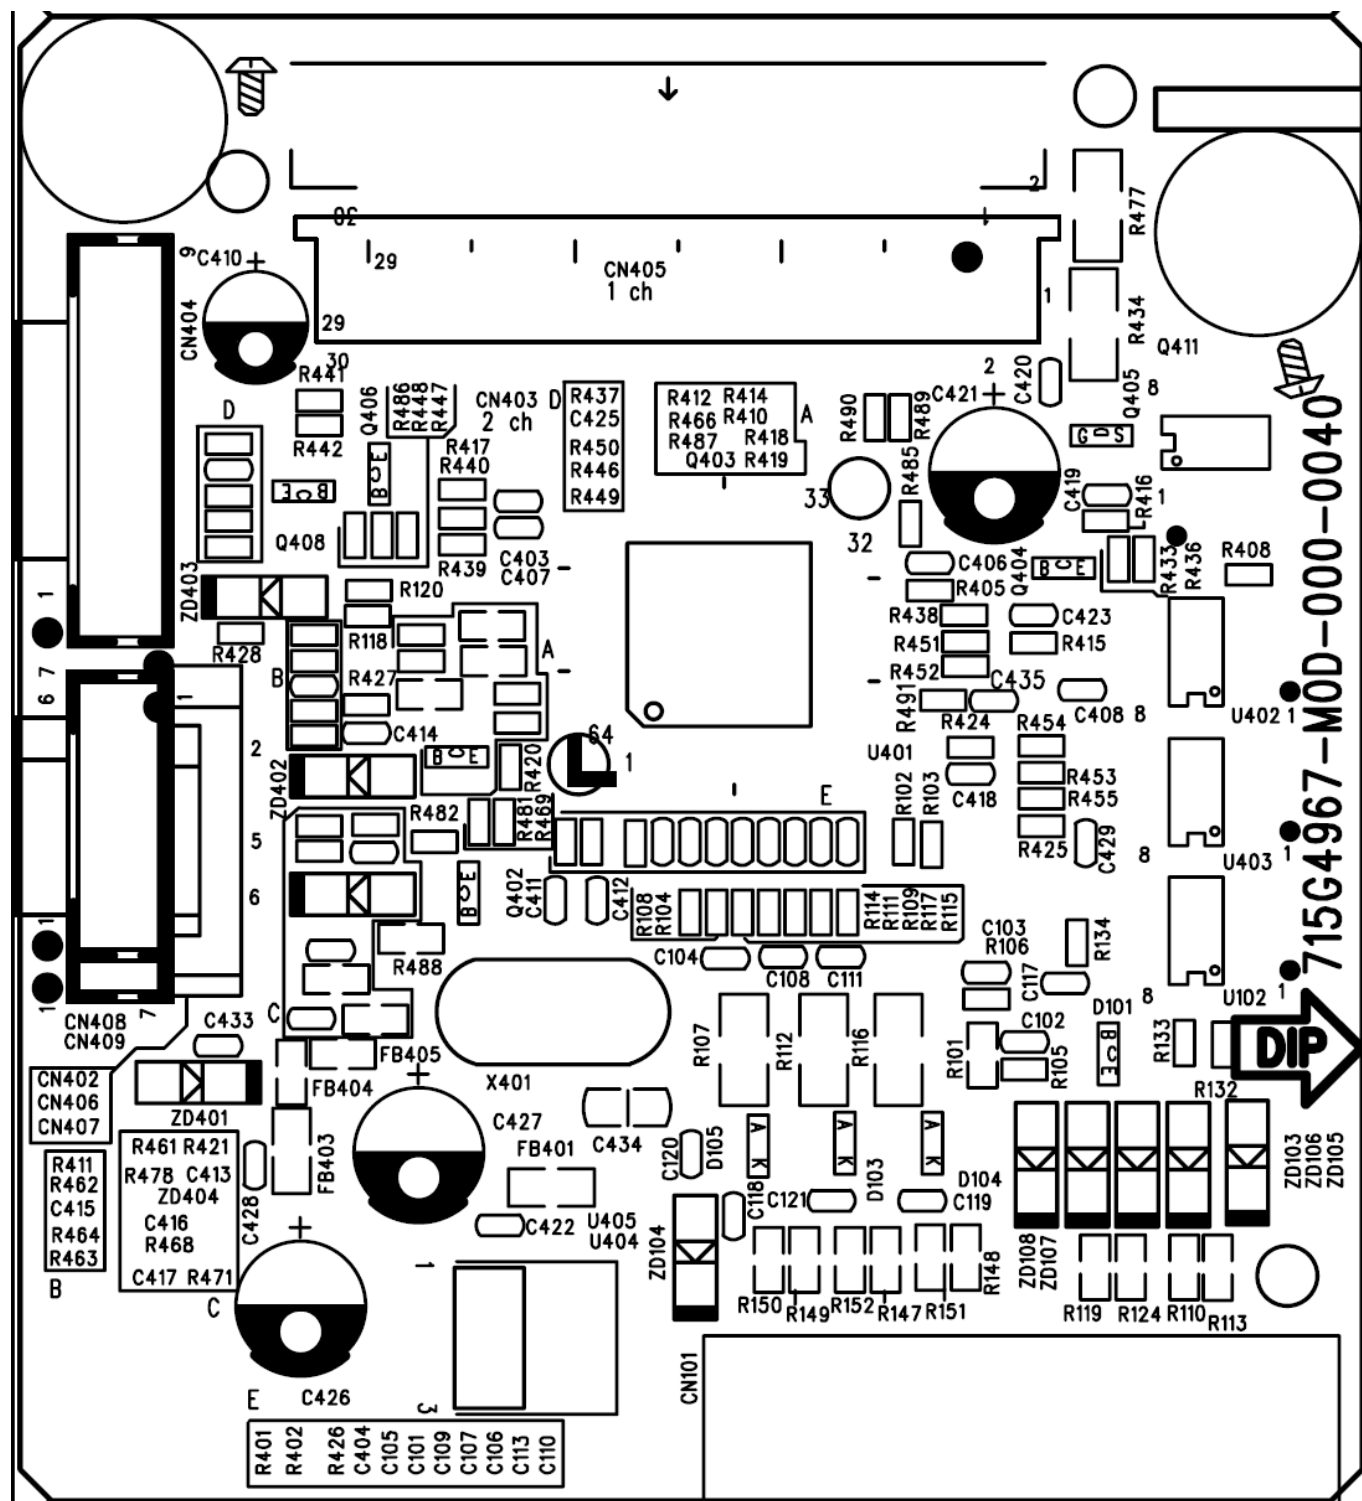 2
30
1
R477
9
C410 +
29
CN405
1 ch
1
CN404
29
R434
30
R441
Q411
2
C420
C421 +
Q405
8
D
Q406
R486
R448
R447
CN403
2 ch
D
R437
C425
R450
R446
R449
R412 R414
R466 R410
R487 R418
Q403 R419
A
R490
R489
G D S
R442
R417
R440
B C E
B C E
R485
33
C419
1
R416
32
Q408
R439
C403
C407
C406
Q404
B C E
R433
R436
R408
ZD403
R120
R405
1
R438
C423
R118
R451
R415
R428
A
R452
7
6
B
R427
R491
C435
1
C414
R424
R454
C408
8
U402
1
2
64
1
U401
B C E
R420
ZD402
R102
R103
C418
R453
R455
E
R482
R481
R469
5
R425
C429
8
U403
1
6
B C E
Q402
C411
C412
R108
R104
R114
R111
R109
R117
R115
1
R488
C104
C108
C111
C103
R106
R134
C117
8
U102
1
1
7
C
CN408
CN409
C433
FB405
R107
R112
R116
R101
C102
R105
D101
B C E
R133
DIP
R132
CN402
CN406
CN407
FB404
X401
+
ZD401
C427
FB401
C434
A
K
A
K
A
K
R461 R421
R478 C413
ZD404
C416
R468
C417 R471
R411
R462
C415
R464
R463
B
C428
FB403
C120
D105
C118
C121
D103
D104
C119
ZD103
ZD106
ZD105
C422
U405
U404
ZD104
+
C
1
R148
ZD108
ZD107
R150
R149
R152
R147
R151
R119
R124
R110
R113
E
C426
3
CN101
R401
R402
R426
C404
C105
C101
C109
C107
C106
C113
C110
715G4967-M0D-000-0040